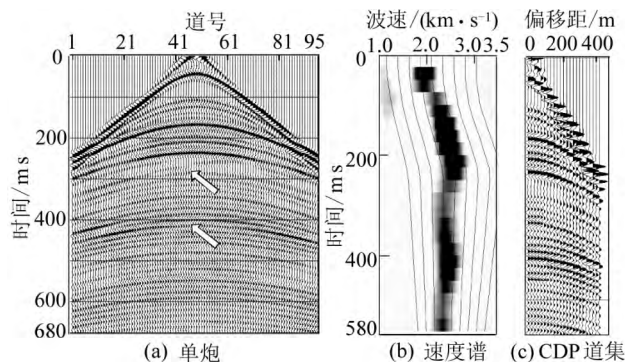 道号
1 21 41 61 81 95
0
200
400
600
680
时间/ms
(a) 单炮
波速/(km·s⁻¹)
1.0 2.0 3.0 3.5
0
200
400
580
时间/ms
(b) 速度谱
偏移距/m
0 200 400
(c) CDP 道集